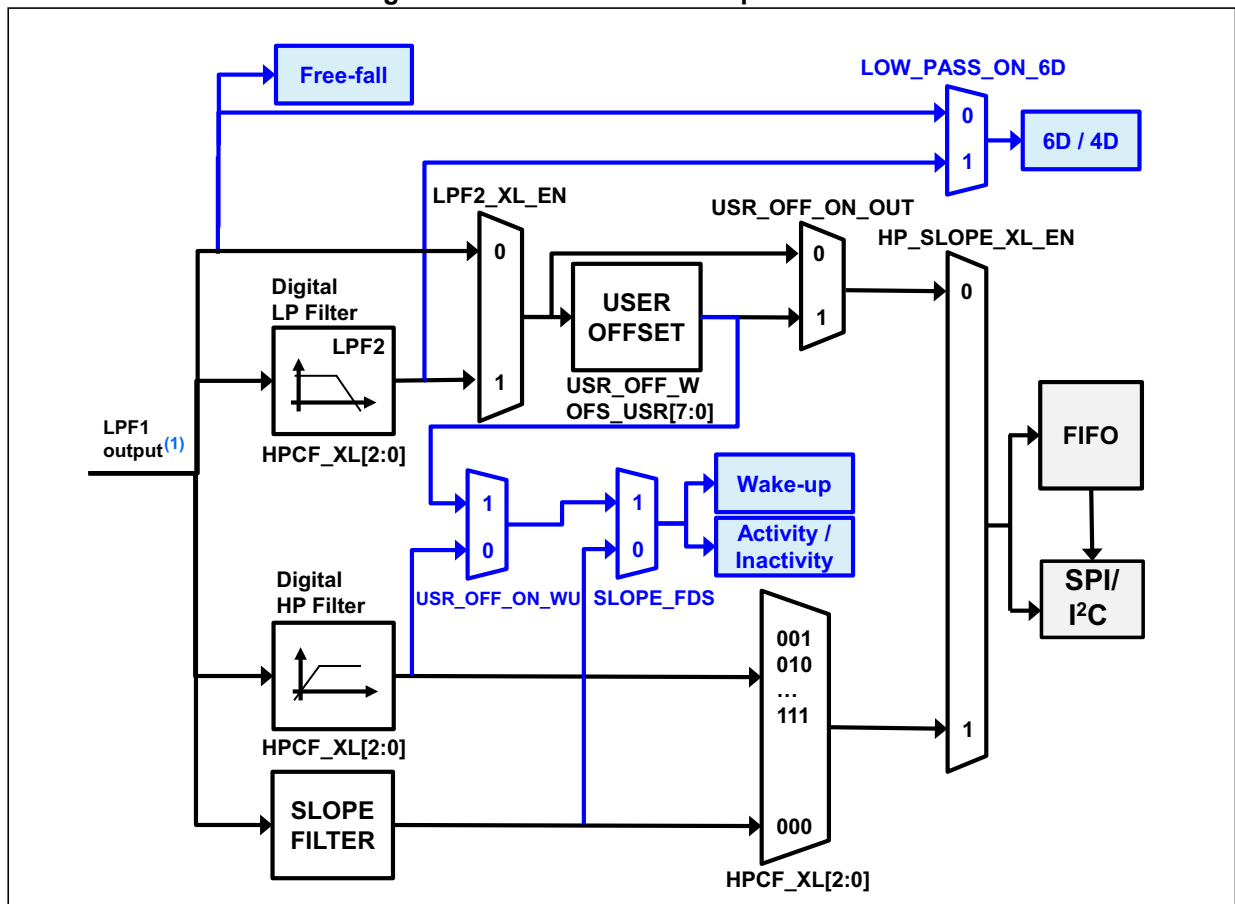 Free-fall
LOW_PASS_ON_6D
0
1
6D / 4D
LPF2_XL_EN
0
1
USR_OFF_ON_OUT
0
1
HP_SLOPE_XL_EN
0
1
Digital
LP Filter
LPF2
HPCF_XL[2:0]
USER
OFFSET
USR_OFF_W
OFS_USR[7:0]
LPF1
output(1)
FIFO
SPI/
I²C
1
0
USR_OFF_ON_WU
1
0
SLOPE_FDS
Wake-up
Activity /
Inactivity
Digital
HP Filter
HPCF_XL[2:0]
SLOPE
FILTER
001
010
...
111
000
HPCF_XL[2:0]